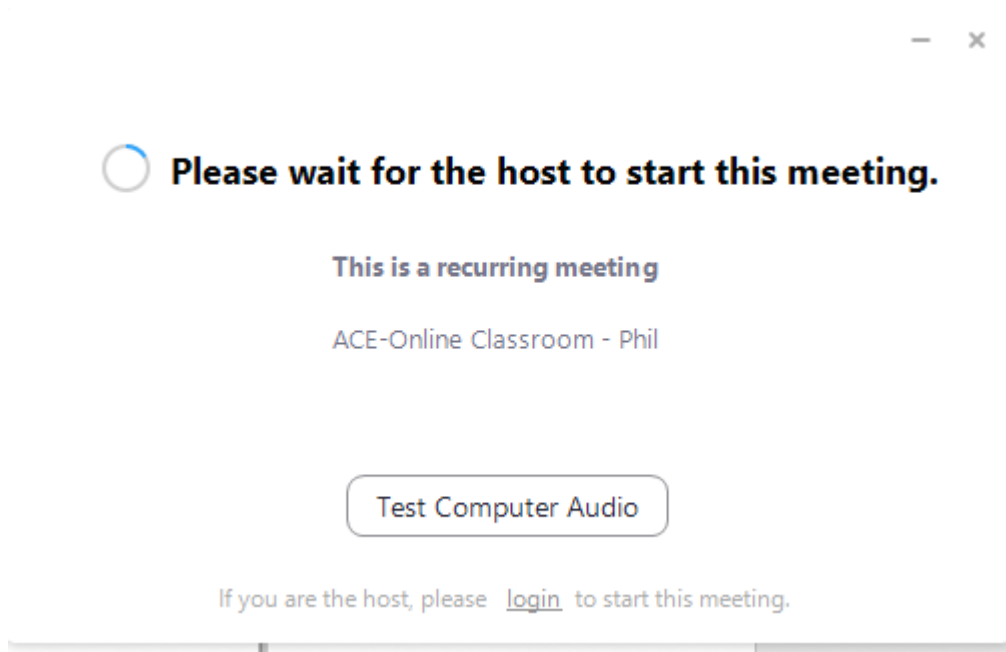 Please wait for the host to start this meeting.
This is a recurring meeting
ACE-Online Classroom - Phil
Test Computer Audio
If you are the host, please login to start this meeting.